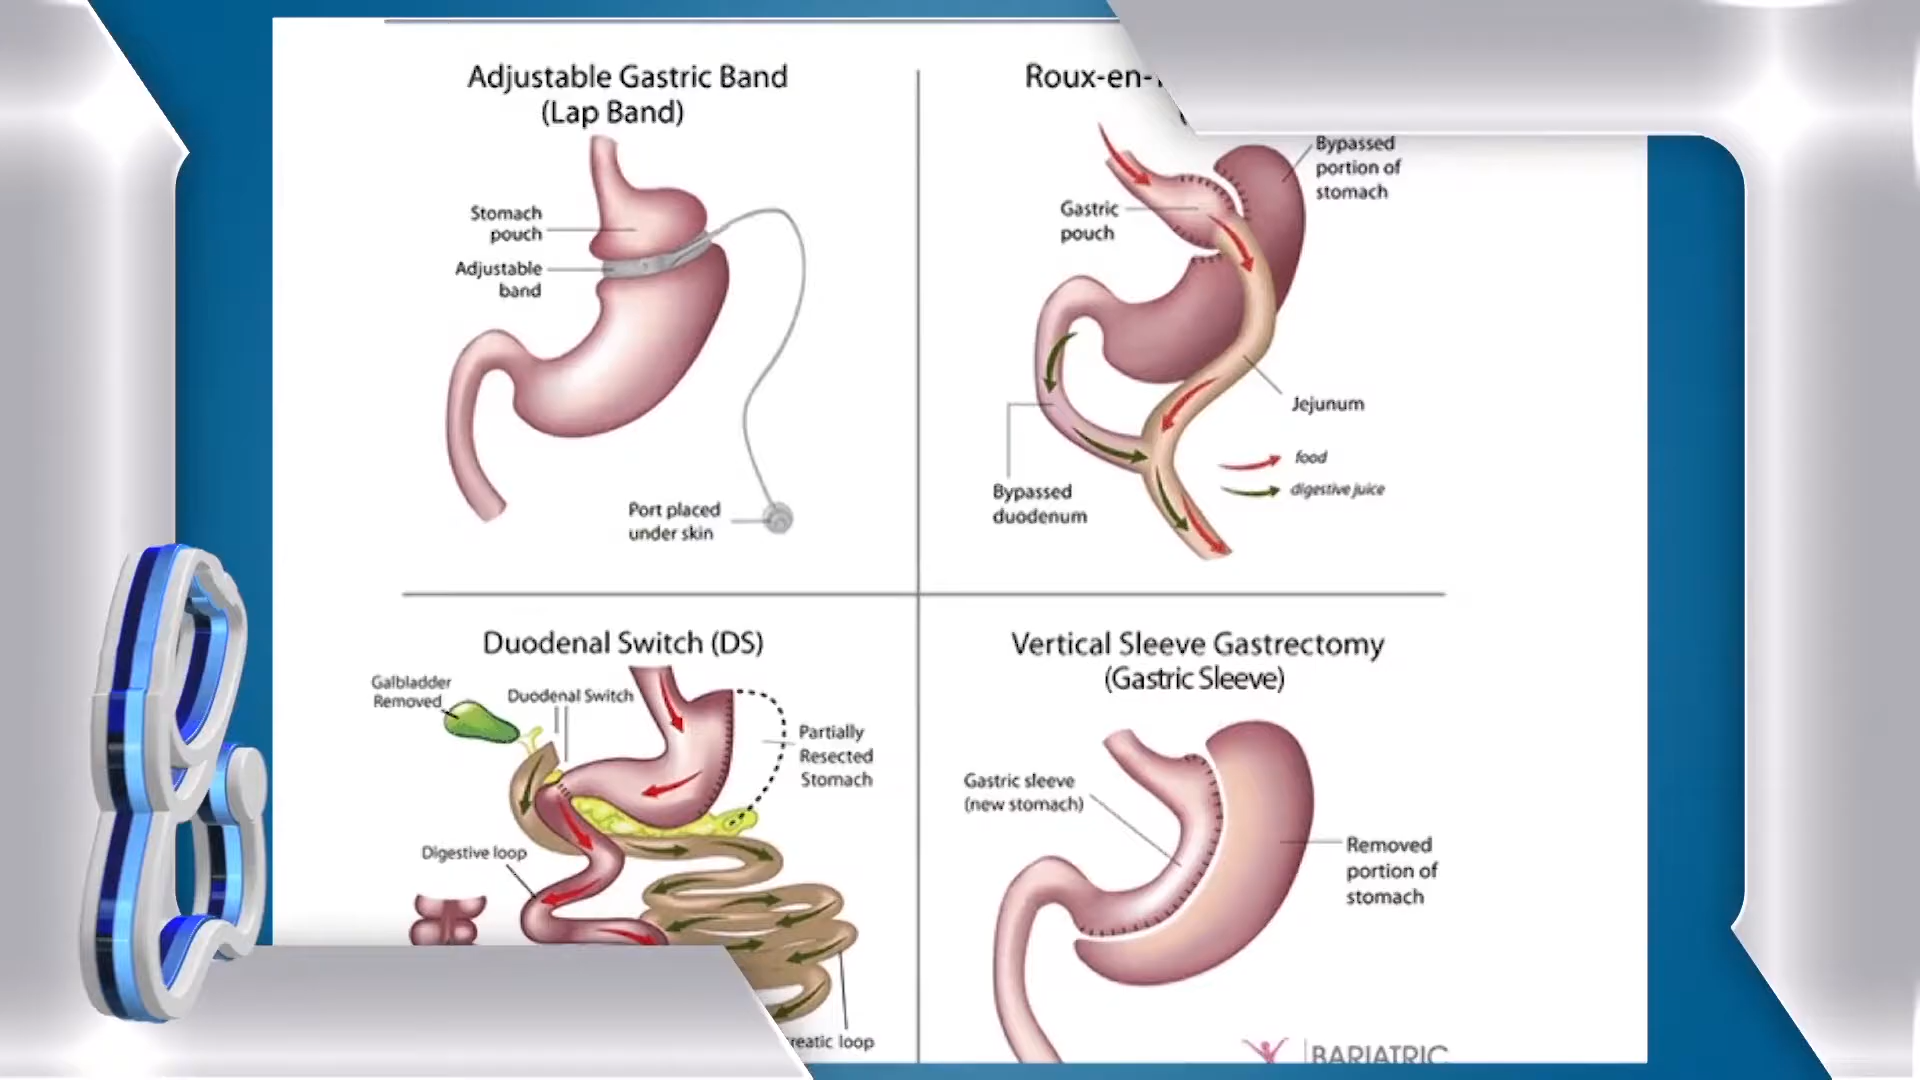 Adjustable Gastric Band
(Lap Band)
Stomach
pouch
Adjustable
band
Port placed
under skin
Roux-en-
Bypassed
portion of
stomach
Gastric
pouch
Jejunum
food
digestive juice
Bypassed
duodenum
Duodenal Switch (DS)
Galbladder
Removed
Duodenal Switch
Partially
Resected
Stomach
Digestive loop
reatic loop
Vertical Sleeve Gastrectomy
(Gastric Sleeve)
Gastric sleeve
(new stomach)
Removed
portion of
stomach
BARIATRIC